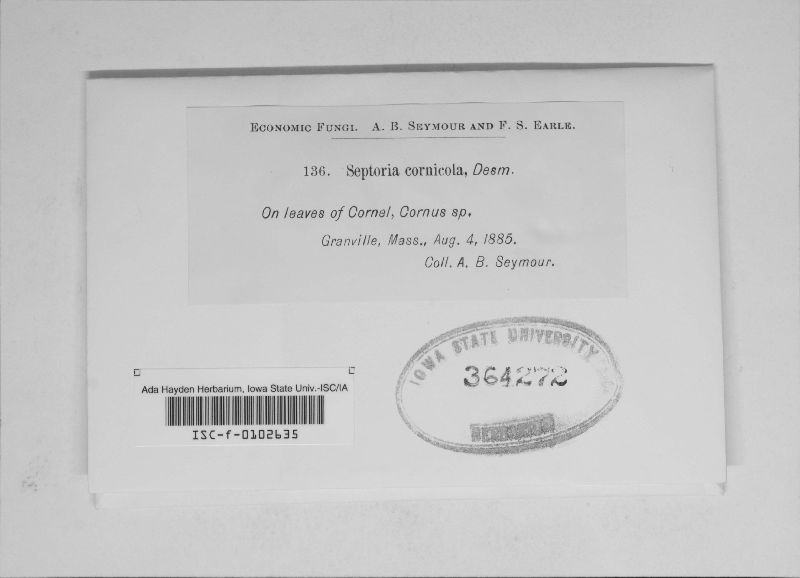 ECONOMIC FUNGI. A. B. SEYMOUR AND F. S. EARLE.
136. Septoria cornicola, Desm.
On leaves of Cornel, Cornus sp.
Granville, Mass., Aug. 4, 1885.
Coll. A. B. Seymour.
IOWA STATE UNIVERSITY
364272
HERBARIUM
Ada Hayden Herbarium, Iowa State Univ.-ISC/IA
ISC-f-0102635